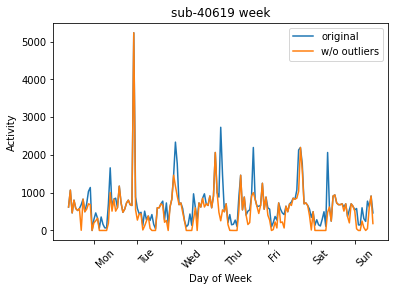 sub-40619 week
original
w/o outliers
Activity
5000
4000
3000
2000
1000
0
Mon
Tue
Wed
Thu
Fri
Sat
Sun
Day of Week